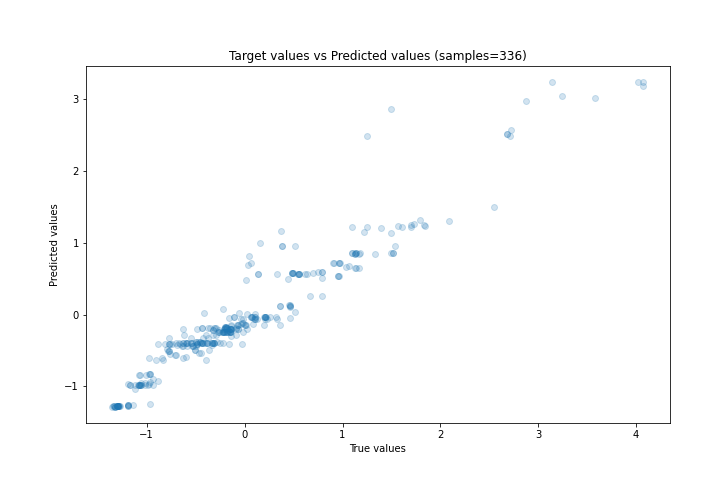 Target values vs Predicted values (samples=336)
3
2
1
0
−1
Predicted values
−1 0 1 2 3 4
True values